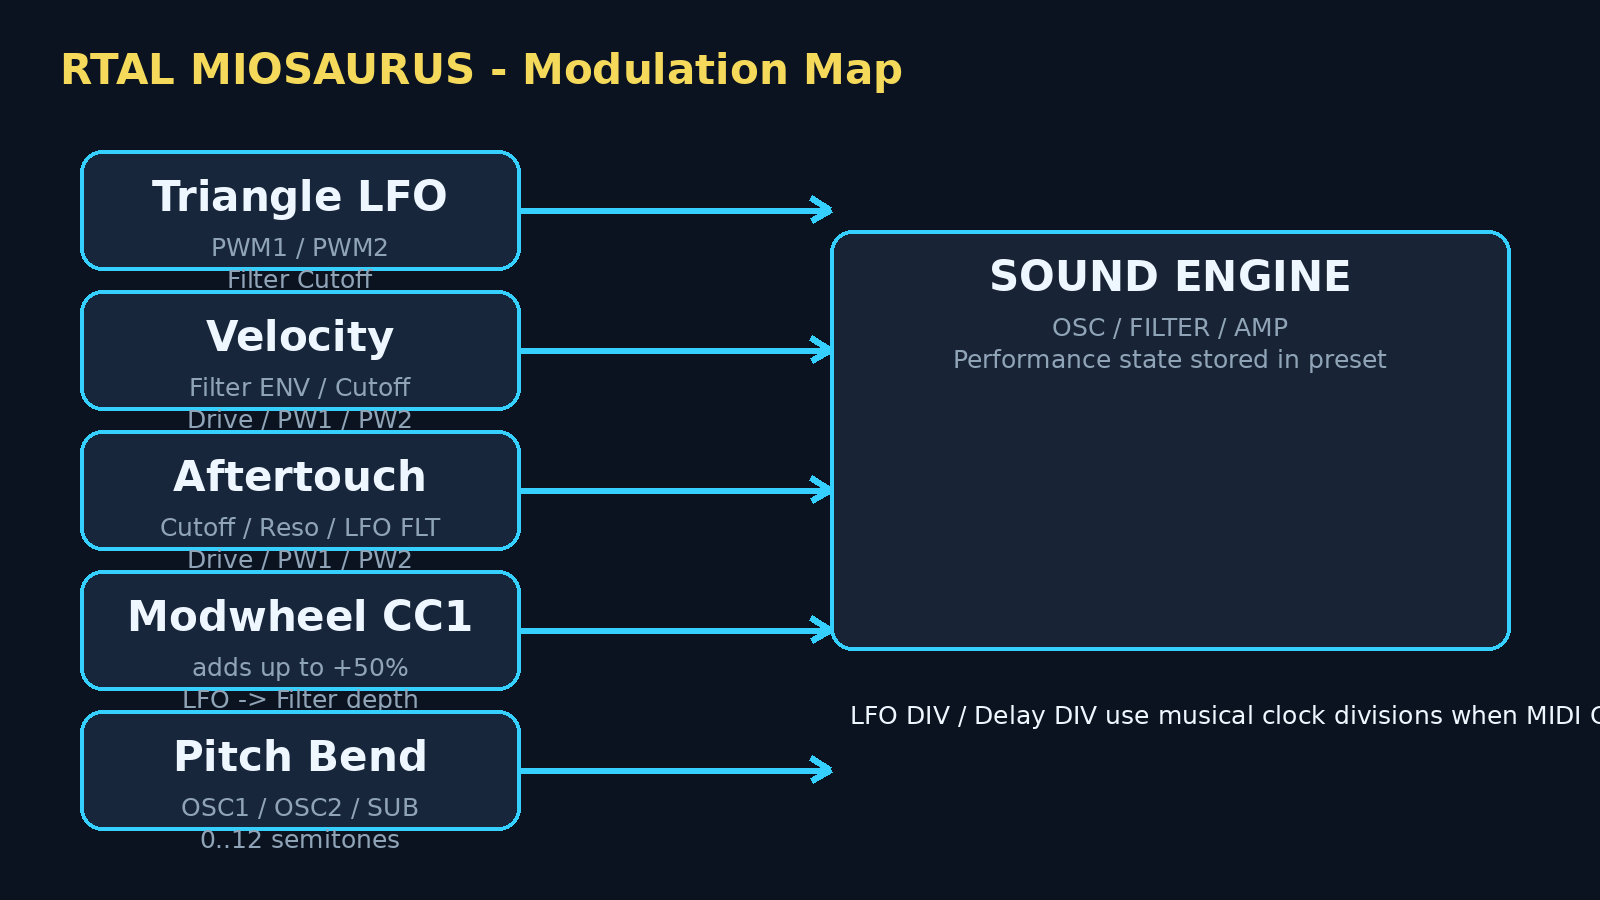 RTAL MIOSAURUS - Modulation Map
Triangle LFO
PWM1 / PWM2
Filter Cutoff
Velocity
Filter ENV / Cutoff
Drive / PW1 / PW2
Aftertouch
Cutoff / Reso / LFO FLT
Drive / PW1 / PW2
Modwheel CC1
adds up to +50%
LFO -> Filter depth
Pitch Bend
OSC1 / OSC2 / SUB
0..12 semitones
SOUND ENGINE
OSC / FILTER / AMP
Performance state stored in preset
LFO DIV / Delay DIV use musical clock divisions when MIDI